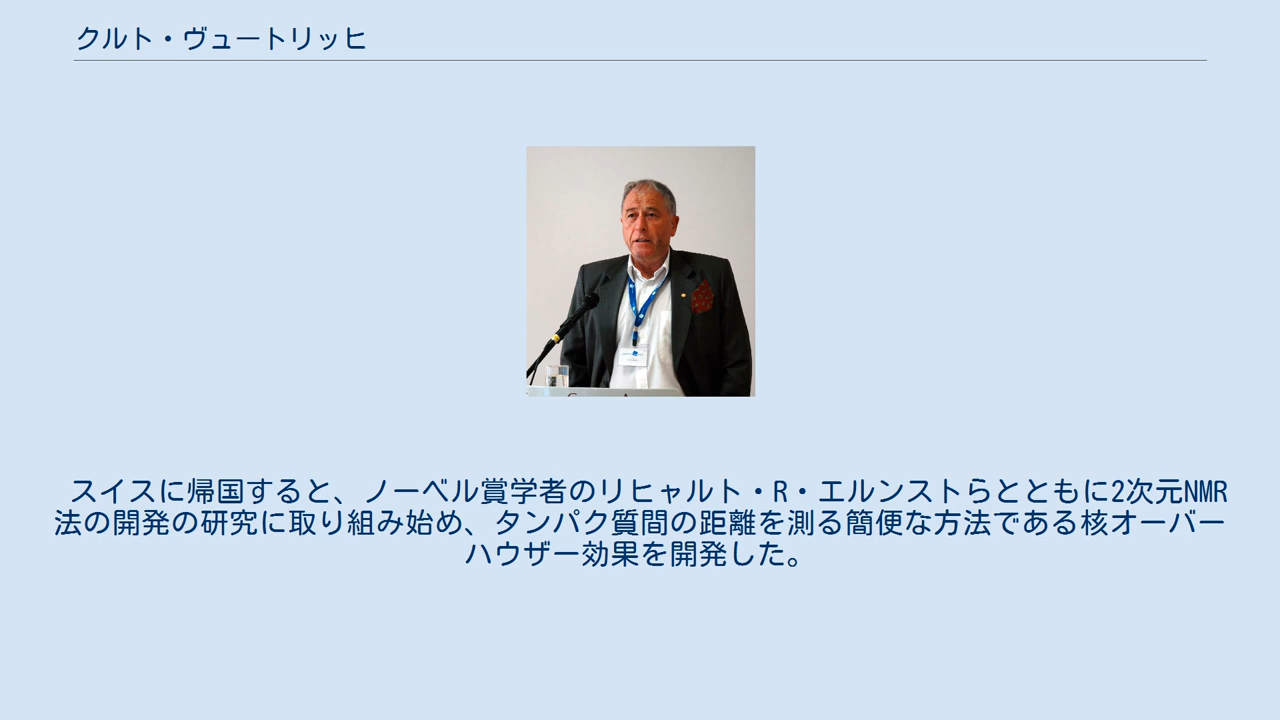 クルト・ヴュートリッヒ
スイスに帰国すると、ノーベル賞学者のリヒャルト・R・エルンストらとともに2次元NMR
法の開発の研究に取り組み始め、タンパク質間の距離を測る簡便な方法である核オーバー
ハウザー効果を開発した。